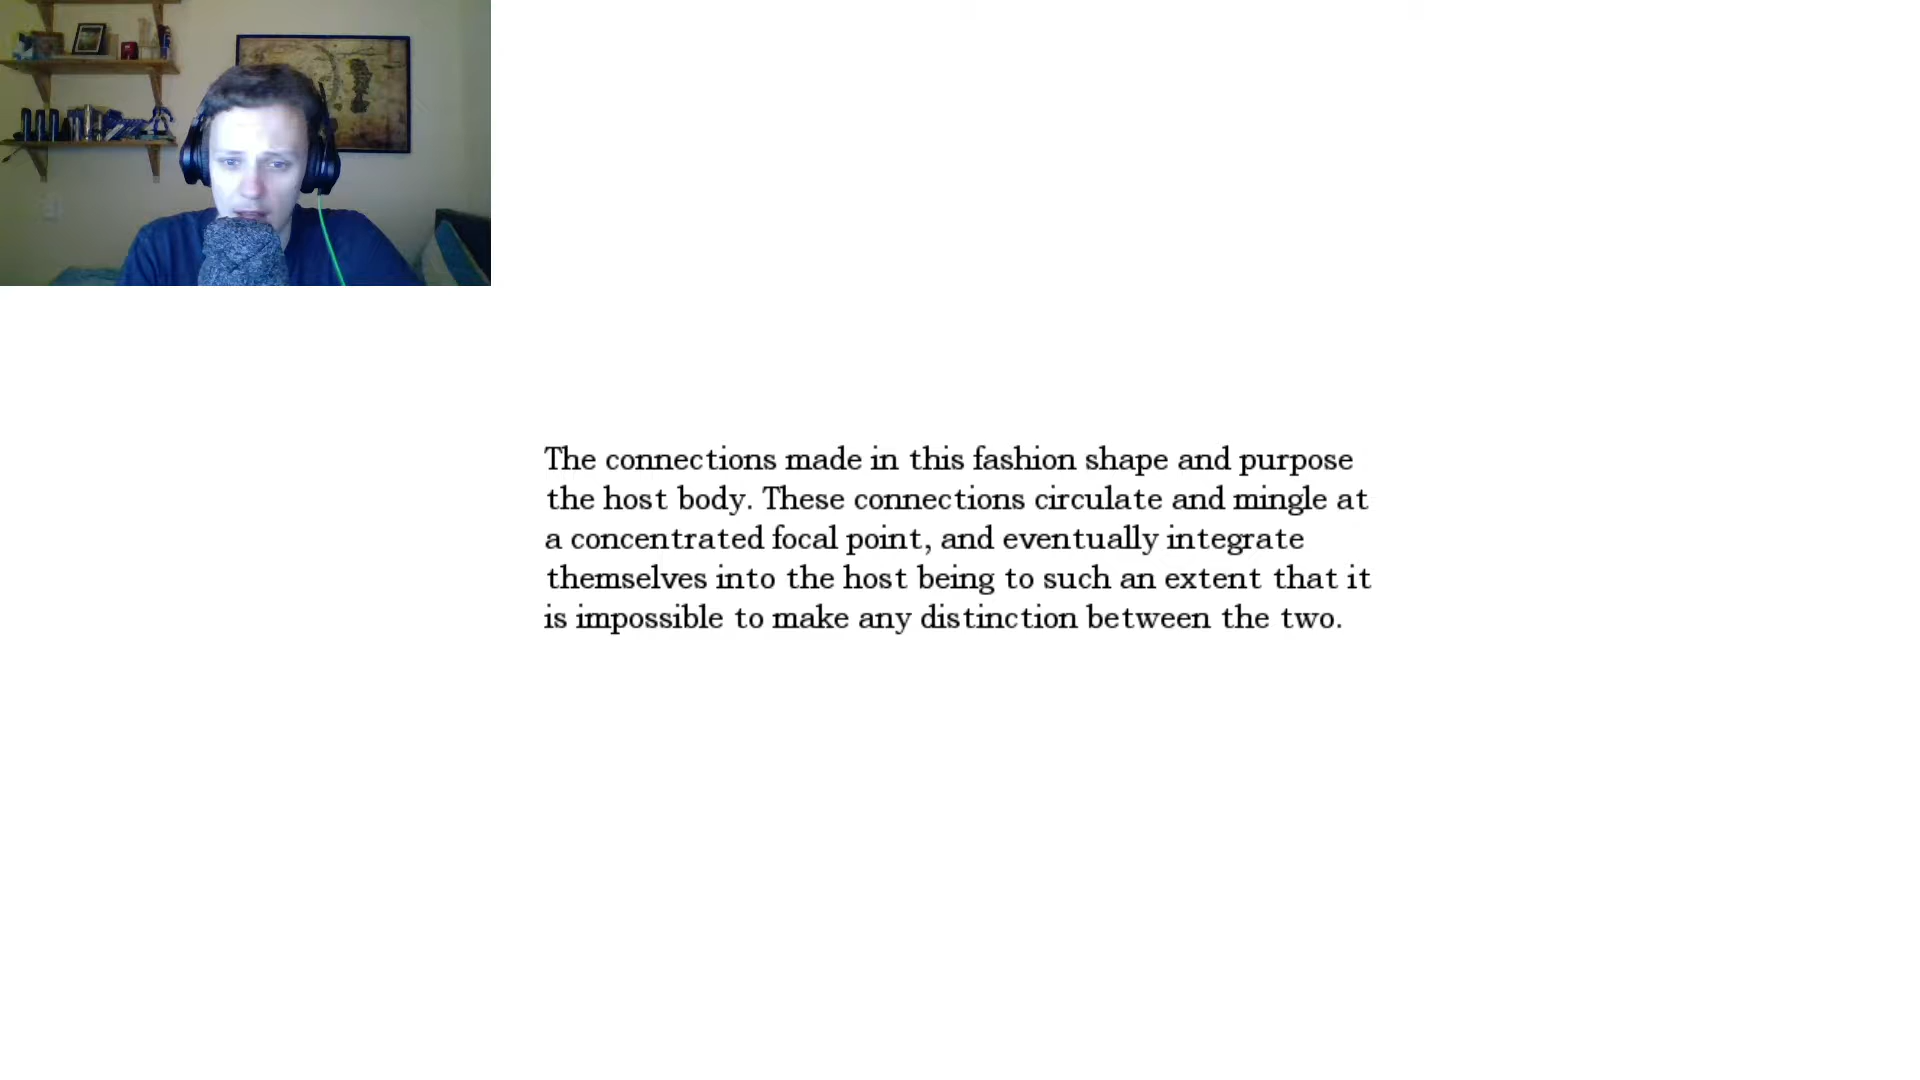 The connections made in this fashion shape and purpose
the host body. These connections circulate and mingle at
a concentrated focal point, and eventually integrate
themselves into the host being to such an extent that it
is impossible to make any distinction between the two.